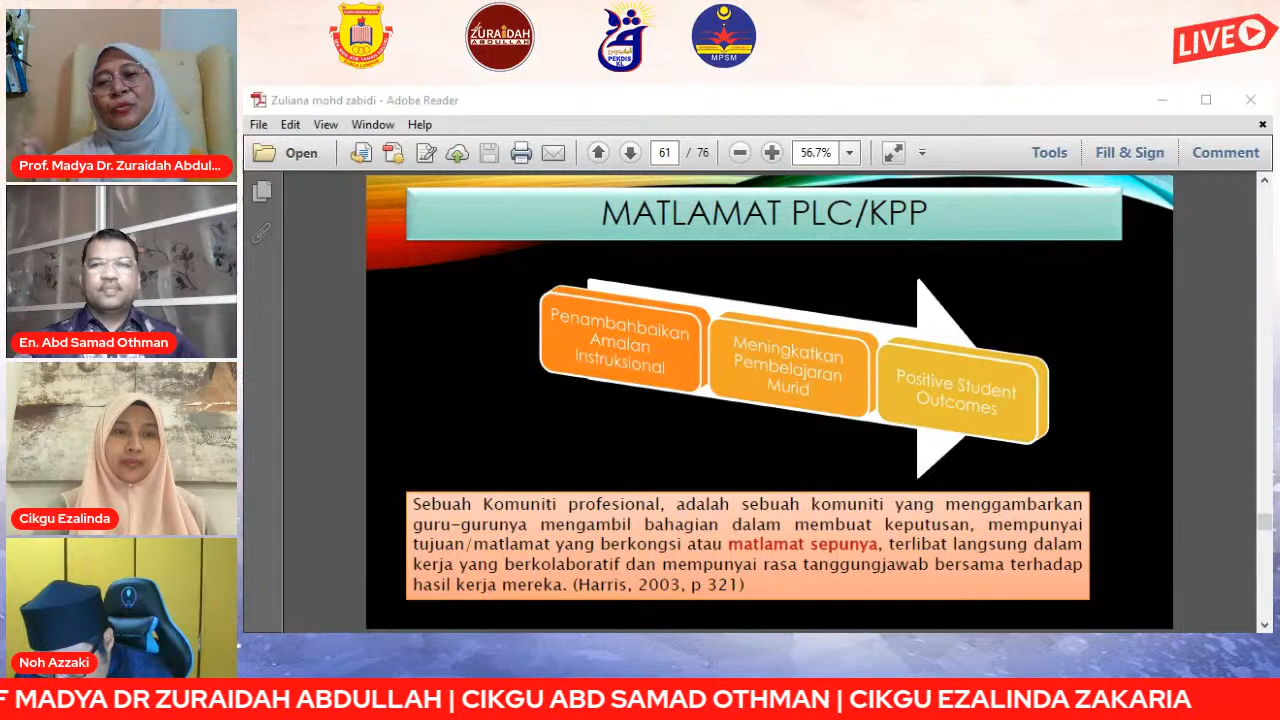 ZURAIDAH
ABDULLAH
PEKDIS
KL
MPSM
LIVE
Prof. Madya Dr. Zuraidah Abdul...
En. Abd Samad Othman
Cikgu Ezalinda
Noh Azzaki
Zuliana mohd zabidi - Adobe Reader
File Edit View Window Help
Open 61 / 76 56.7% Tools Fill & Sign Comment
MATLAMAT PLC/KPP
Penambahbaikan
Amalan
Instruksional
Meningkatkan
Pembelajaran
Murid
Positive Student
Outcomes
Sebuah Komuniti profesional, adalah sebuah komuniti yang menggambarkan
guru-gurunya mengambil bahagian dalam membuat keputusan, mempunyai
tujuan/matlamat yang berkongsi atau matlamat sepunya, terlibat langsung dalam
kerja yang berkolaboratif dan mempunyai rasa tanggungjawab bersama terhadap
hasil kerja mereka. (Harris, 2003, p 321)
F MADYA DR ZURAIDAH ABDULLAH | CIKGU ABD SAMAD OTHMAN | CIKGU EZALINDA ZAKARIA